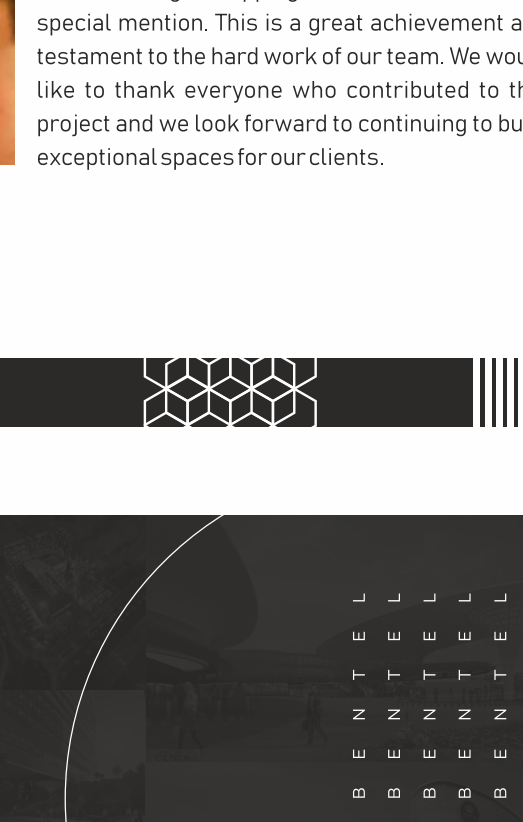 special mention. This is a great achievement a
testament to the hard work of our team. We wou
like to thank everyone who contributed to th
project and we look forward to continuing to bu
exceptional spaces for our clients.
BENTEL
BENTEL
BENTEL
BENTEL
BENTEL